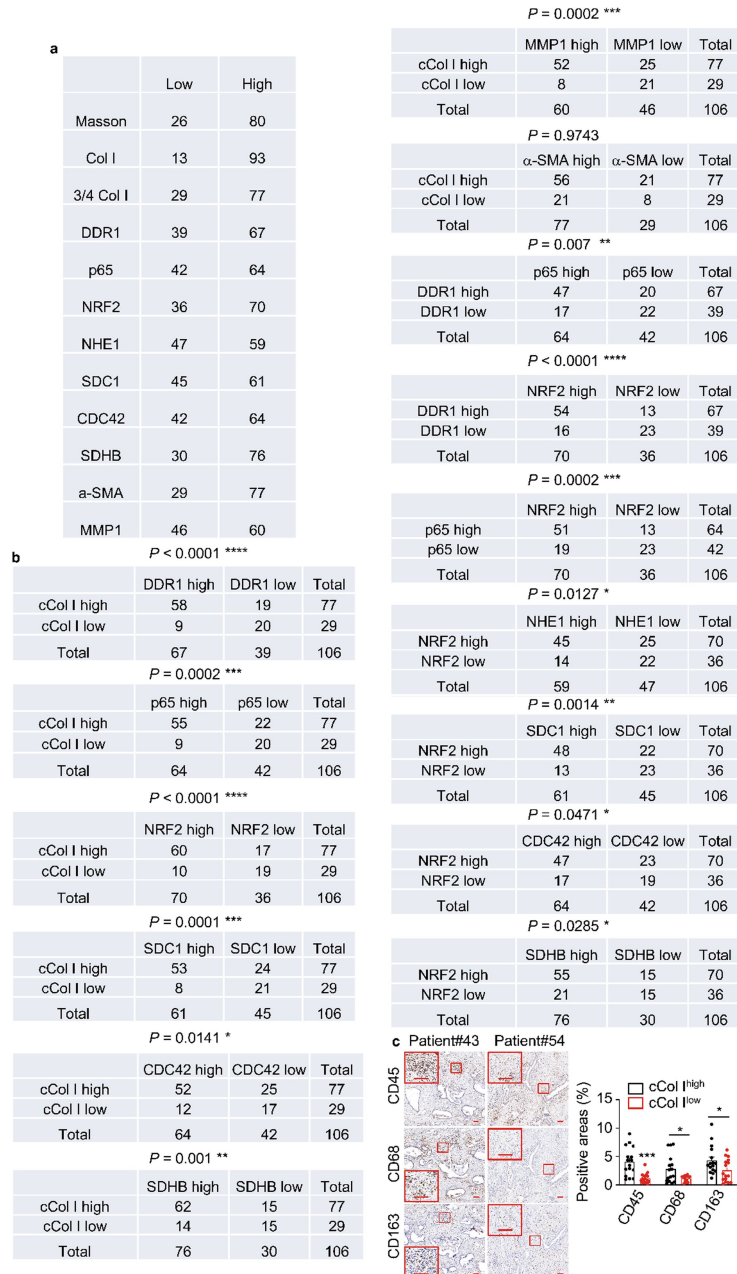 a
Low High
Masson 26 80
Col I 13 93
3/4 Col I 29 77
DDR1 39 67
p65 42 64
NRF2 36 70
NHE1 47 59
SDC1 45 61
CDC42 42 64
SDHB 30 76
a-SMA 29 77
MMP1 46 60
b
P < 0.0001 ****
DDR1 high DDR1 low Total
cCol I high 58 19 77
cCol I low 9 20 29
Total 67 39 106
P = 0.0002 ***
p65 high p65 low Total
cCol I high 55 22 77
cCol I low 9 20 29
Total 64 42 106
P < 0.0001 ****
NRF2 high NRF2 low Total
cCol I high 60 17 77
cCol I low 10 19 29
Total 70 36 106
P = 0.0001 ***
SDC1 high SDC1 low Total
cCol I high 53 24 77
cCol I low 8 21 29
Total 61 45 106
P = 0.0141 *
CDC42 high CDC42 low Total
cCol I high 52 25 77
cCol I low 12 17 29
Total 64 42 106
P = 0.001 **
SDHB high SDHB low Total
cCol I high 62 15 77
cCol I low 14 15 29
Total 76 30 106
P = 0.0002 ***
MMP1 high MMP1 low Total
cCol I high 52 25 77
cCol I low 8 21 29
Total 60 46 106
P = 0.9743
α-SMA high α-SMA low Total
cCol I high 56 21 77
cCol I low 21 8 29
Total 77 29 106
P = 0.007 **
p65 high p65 low Total
DDR1 high 47 20 67
DDR1 low 17 22 39
Total 64 42 106
P < 0.0001 ****
NRF2 high NRF2 low Total
DDR1 high 54 13 67
DDR1 low 16 23 39
Total 70 36 106
P = 0.0002 ***
NRF2 high NRF2 low Total
p65 high 51 13 64
p65 low 19 23 42
Total 70 36 106
P = 0.0127 *
NHE1 high NHE1 low Total
NRF2 high 45 25 70
NRF2 low 14 22 36
Total 59 47 106
P = 0.0014 **
SDC1 high SDC1 low Total
NRF2 high 48 22 70
NRF2 low 13 23 36
Total 61 45 106
P = 0.0471 *
CDC42 high CDC42 low Total
NRF2 high 47 23 70
NRF2 low 17 19 36
Total 64 42 106
P = 0.0285 *
SDHB high SDHB low Total
NRF2 high 55 15 70
NRF2 low 21 15 36
Total 76 30 106
c
Patient#43 Patient#54
CD45
CD68
CD163
cCol Ihigh
cCol Ilow
Positive areas (%)
15
10
5
0
*** * *
CD45 CD68 CD163